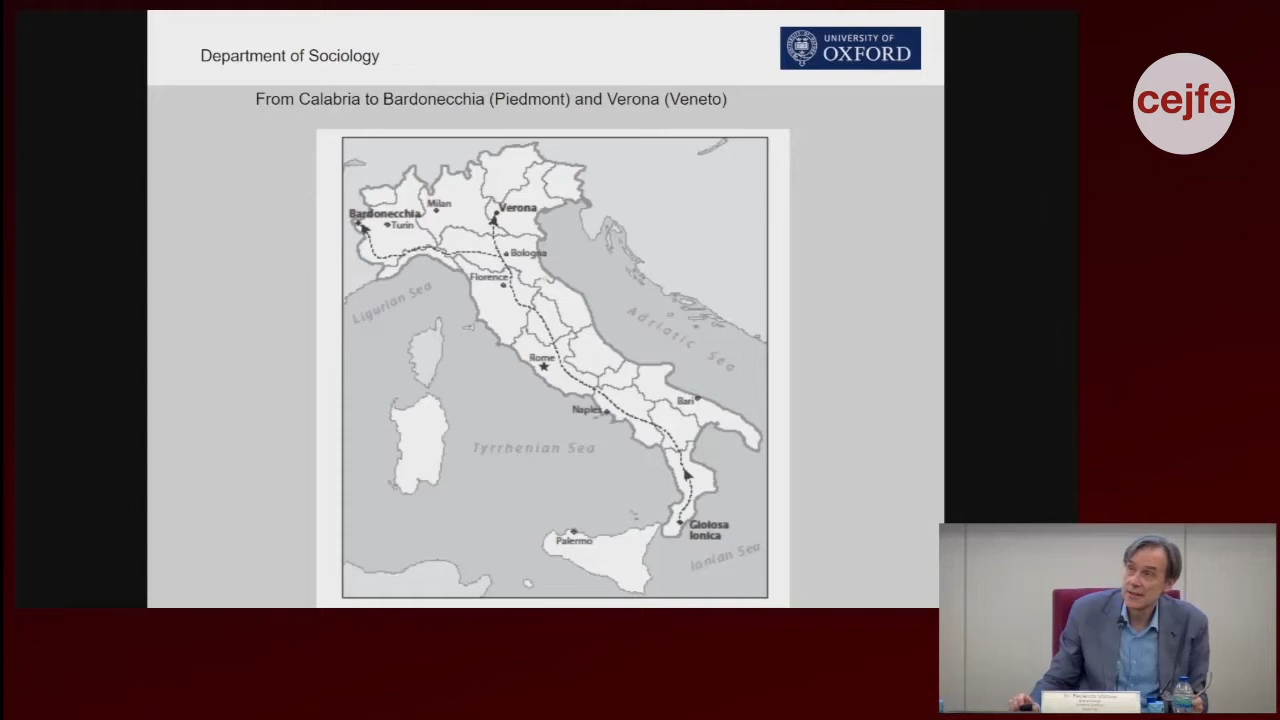 Department of Sociology
UNIVERSITY OF
OXFORD
cejfe
From Calabria to Bardonecchia (Piedmont) and Verona (Veneto)
Milan
Verona
Bardonecchia
Turin
Bologna
Florence
Ligurian Sea
Adriatic Sea
Rome
Bari
Naples
Tyrrhenian Sea
Gioiosa
Ionica
Palermo
Ionian Sea